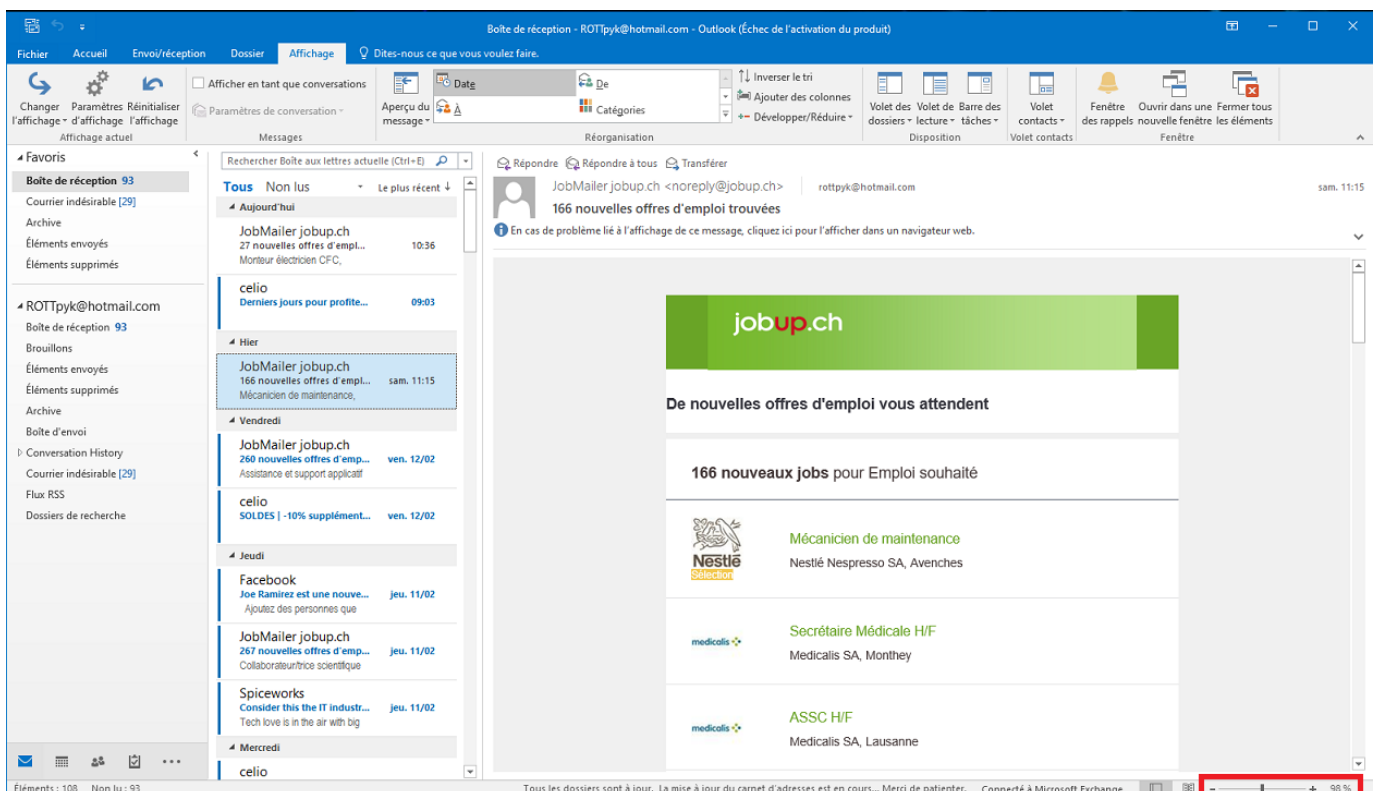 Boîte de réception - ROTTpyk@hotmail.com - Outlook (Échec de l'activation du produit)
Fichier Accueil Envoi/réception Dossier Affichage Dites-nous ce que vous voulez faire.
Changer l'affichage
Paramètres d'affichage
Réinitialiser l'affichage
Affichage actuel
Afficher en tant que conversations
Paramètres de conversation
Messages
Aperçu du message
Date
De
À
Catégories
Inverser le tri
Ajouter des colonnes
Développer/Réduire
Réorganisation
Volet des dossiers
Volet de lecture
Barre des tâches
Disposition
Volet contacts
Volet contacts
Fenêtre des rappels
Ouvrir dans une nouvelle fenêtre
Fermer tous les éléments
Fenêtre
Favoris
Boîte de réception 93
Courrier indésirable [29]
Archive
Éléments envoyés
Éléments supprimés
ROTTpyk@hotmail.com
Boîte de réception 93
Brouillons
Éléments envoyés
Éléments supprimés
Archive
Boîte d'envoi
Conversation History
Courrier indésirable [29]
Flux RSS
Dossiers de recherche
Rechercher Boîte aux lettres actuelle (Ctrl+E)
Tous Non lus Le plus récent
Aujourd'hui
JobMailer jobup.ch
27 nouvelles offres d'empl... 10:36
Monteur électricien CFC,
celio
Derniers jours pour profite... 09:03
Hier
JobMailer jobup.ch
166 nouvelles offres d'empl... sam. 11:15
Mécanicien de maintenance,
Vendredi
JobMailer jobup.ch
260 nouvelles offres d'emp... ven. 12/02
Assistance et support applicatif
celio
SOLDES | -10% supplément... ven. 12/02
Jeudi
Facebook
Joe Ramirez est une nouve... jeu. 11/02
Ajoutez des personnes que
JobMailer jobup.ch
267 nouvelles offres d'emp... jeu. 11/02
Collaborateur/trice scientifique
Spiceworks
Consider this the IT industr... jeu. 11/02
Tech love is in the air with big
Mercredi
celio
Répondre Répondre à tous Transférer
JobMailer jobup.ch <noreply@jobup.ch> rottpyk@hotmail.com sam. 11:15
166 nouvelles offres d'emploi trouvées
En cas de problème lié à l'affichage de ce message, cliquez ici pour l'afficher dans un navigateur web.
jobup.ch
De nouvelles offres d'emploi vous attendent
166 nouveaux jobs pour Emploi souhaité
Nestlé
Sélection
Mécanicien de maintenance
Nestlé Nespresso SA, Avenches
medicalis
Secrétaire Médicale H/F
Medicalis SA, Monthey
medicalis
ASSC H/F
Medicalis SA, Lausanne
Éléments : 108 Non lu : 93 Tous les dossiers sont à jour. La mise à jour du carnet d'adresses est en cours... Merci de patienter. Connecté à Microsoft Exchange 98 %